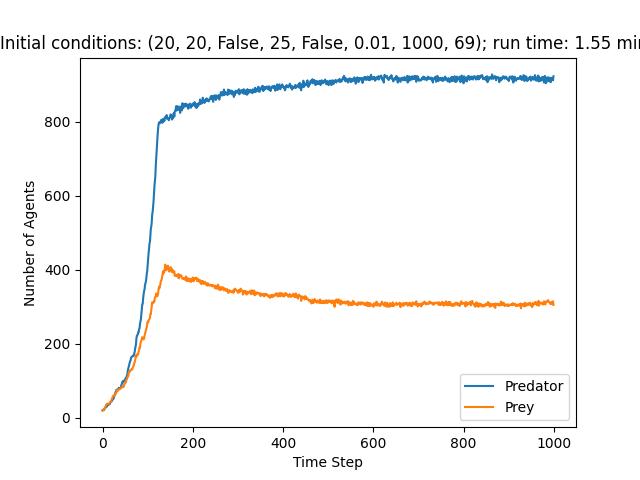 Initial conditions: (20, 20, False, 25, False, 0.01, 1000, 69); run time: 1.55 mi
800
600
400
200
0
Number of Agents
Predator
Prey
0 200 400 600 800 1000
Time Step